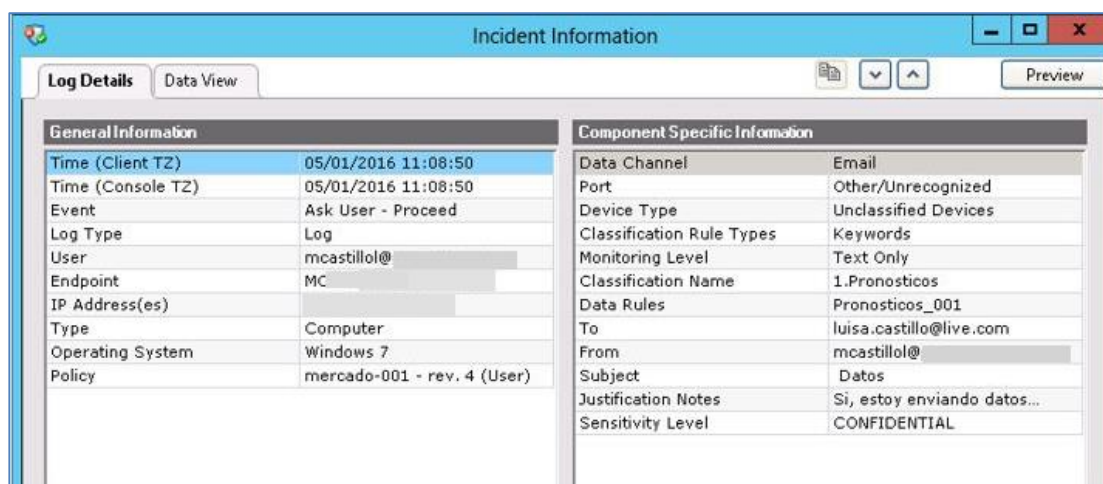 Incident Information
Log Details Data View Preview
General Information
Time (Client TZ) 05/01/2016 11:08:50
Time (Console TZ) 05/01/2016 11:08:50
Event Ask User - Proceed
Log Type Log
User mcastillol@
Endpoint MC
IP Address(es)
Type Computer
Operating System Windows 7
Policy mercado-001 - rev. 4 (User)
Component Specific Information
Data Channel Email
Port Other/Unrecognized
Device Type Unclassified Devices
Classification Rule Types Keywords
Monitoring Level Text Only
Classification Name 1.Pronosticos
Data Rules Pronosticos_001
To luisa.castillo@live.com
From mcastillol@
Subject Datos
Justification Notes Si, estoy enviando datos...
Sensitivity Level CONFIDENTIAL